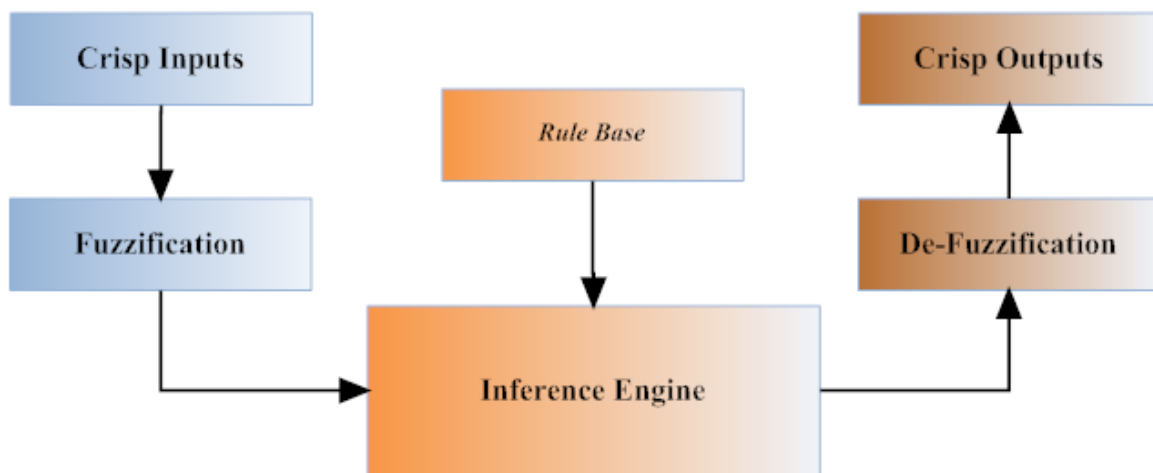 Crisp Inputs
Crisp Outputs
Rule Base
Fuzzification
De-Fuzzification
Inference Engine